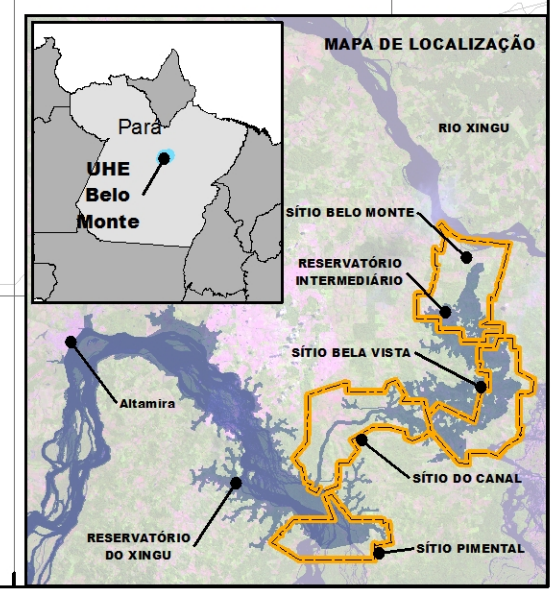 MAPA DE LOCALIZAÇÃO
Pará
UHE
Belo
Monte
RIO XINGU
SÍTIO BELO MONTE
RESERVATÓRIO
INTERMEDIÁRIO
SÍTIO BELA VISTA
Altamira
SÍTIO DO CANAL
RESERVATÓRIO
DO XINGU
SÍTIO PIMENTAL